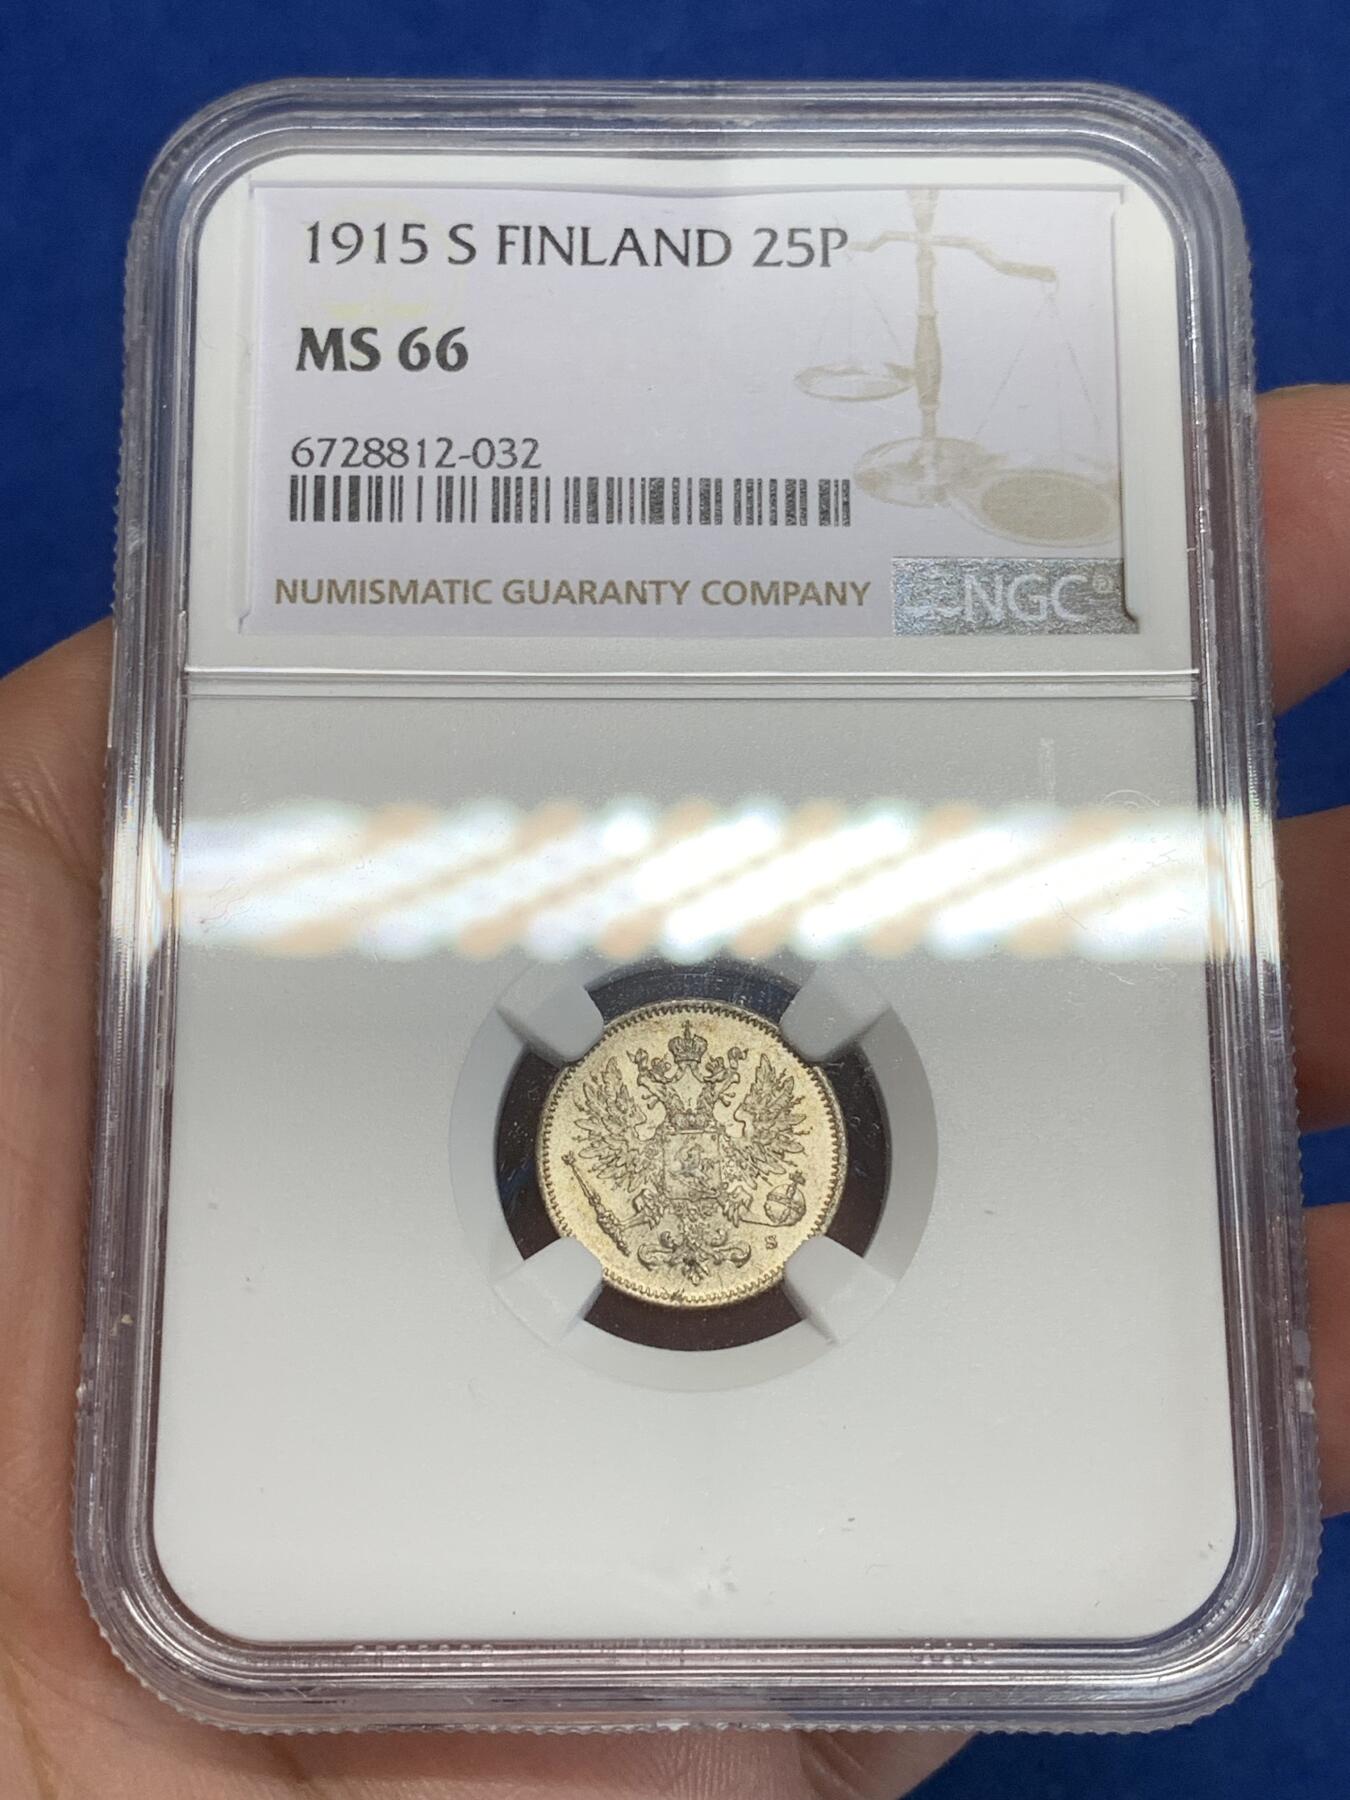 1915 S FINLAND 25P
MS 66
6728812-032
NUMISMATIC GUARANTY COMPANY
NGC®
S